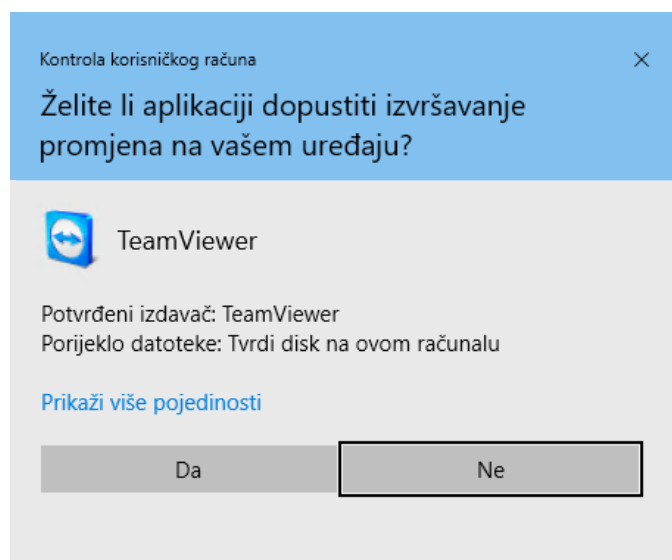 Kontrola korisničkog računa
Želite li aplikaciji dopustiti izvršavanje
promjena na vašem uređaju?
TeamViewer
Potvrđeni izdavač: TeamViewer
Porijeklo datoteke: Tvrdi disk na ovom računalu
Prikaži više pojedinosti
Da
Ne